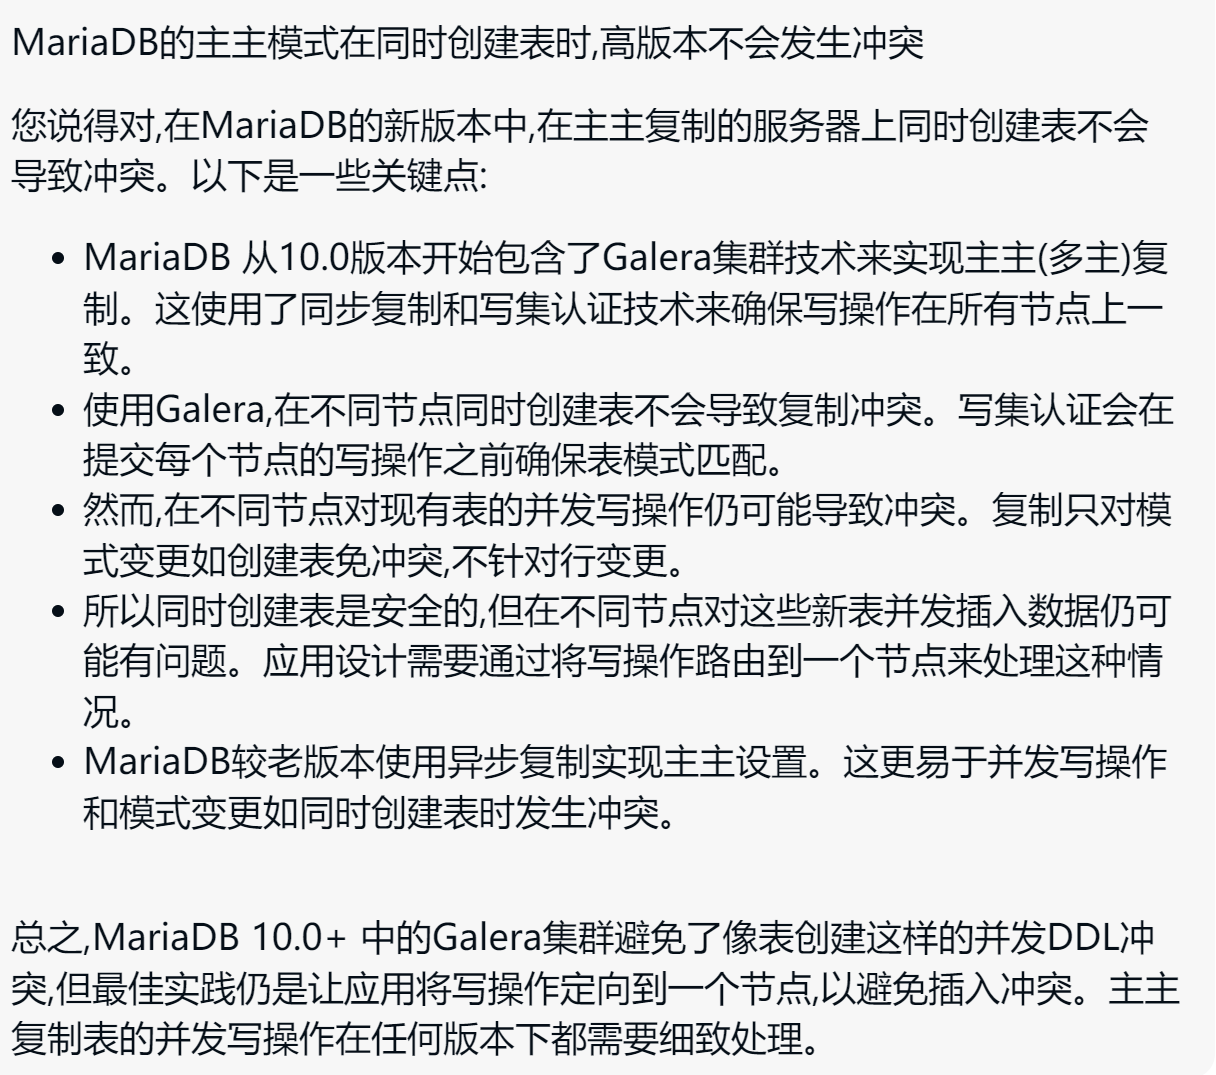 MariaDB的主主模式在同时创建表时,高版本不会发生冲突
您说得对,在MariaDB的新版本中,在主主复制的服务器上同时创建表不会
导致冲突。以下是一些关键点:
• MariaDB 从10.0版本开始包含了Galera集群技术来实现主主(多主)复
制。这使用了同步复制和写集认证技术来确保写操作在所有节点上一
致。
• 使用Galera,在不同节点同时创建表不会导致复制冲突。写集认证会在
提交每个节点的写操作之前确保表模式匹配。
• 然而,在不同节点对现有表的并发写操作仍可能导致冲突。复制只对模
式变更如创建表免冲突,不针对行变更。
• 所以同时创建表是安全的,但在不同节点对这些新表并发插入数据仍可
能有问题。应用设计需要通过将写操作路由到一个节点来处理这种情
况。
• MariaDB较老版本使用异步复制实现主主设置。这更易于并发写操作
和模式变更如同时创建表时发生冲突。
总之,MariaDB 10.0+ 中的Galera集群避免了像表创建这样的并发DDL冲
突,但最佳实践仍是让应用将写操作定向到一个节点,以避免插入冲突。主主
复制表的并发写操作在任何版本下都需要细致处理。